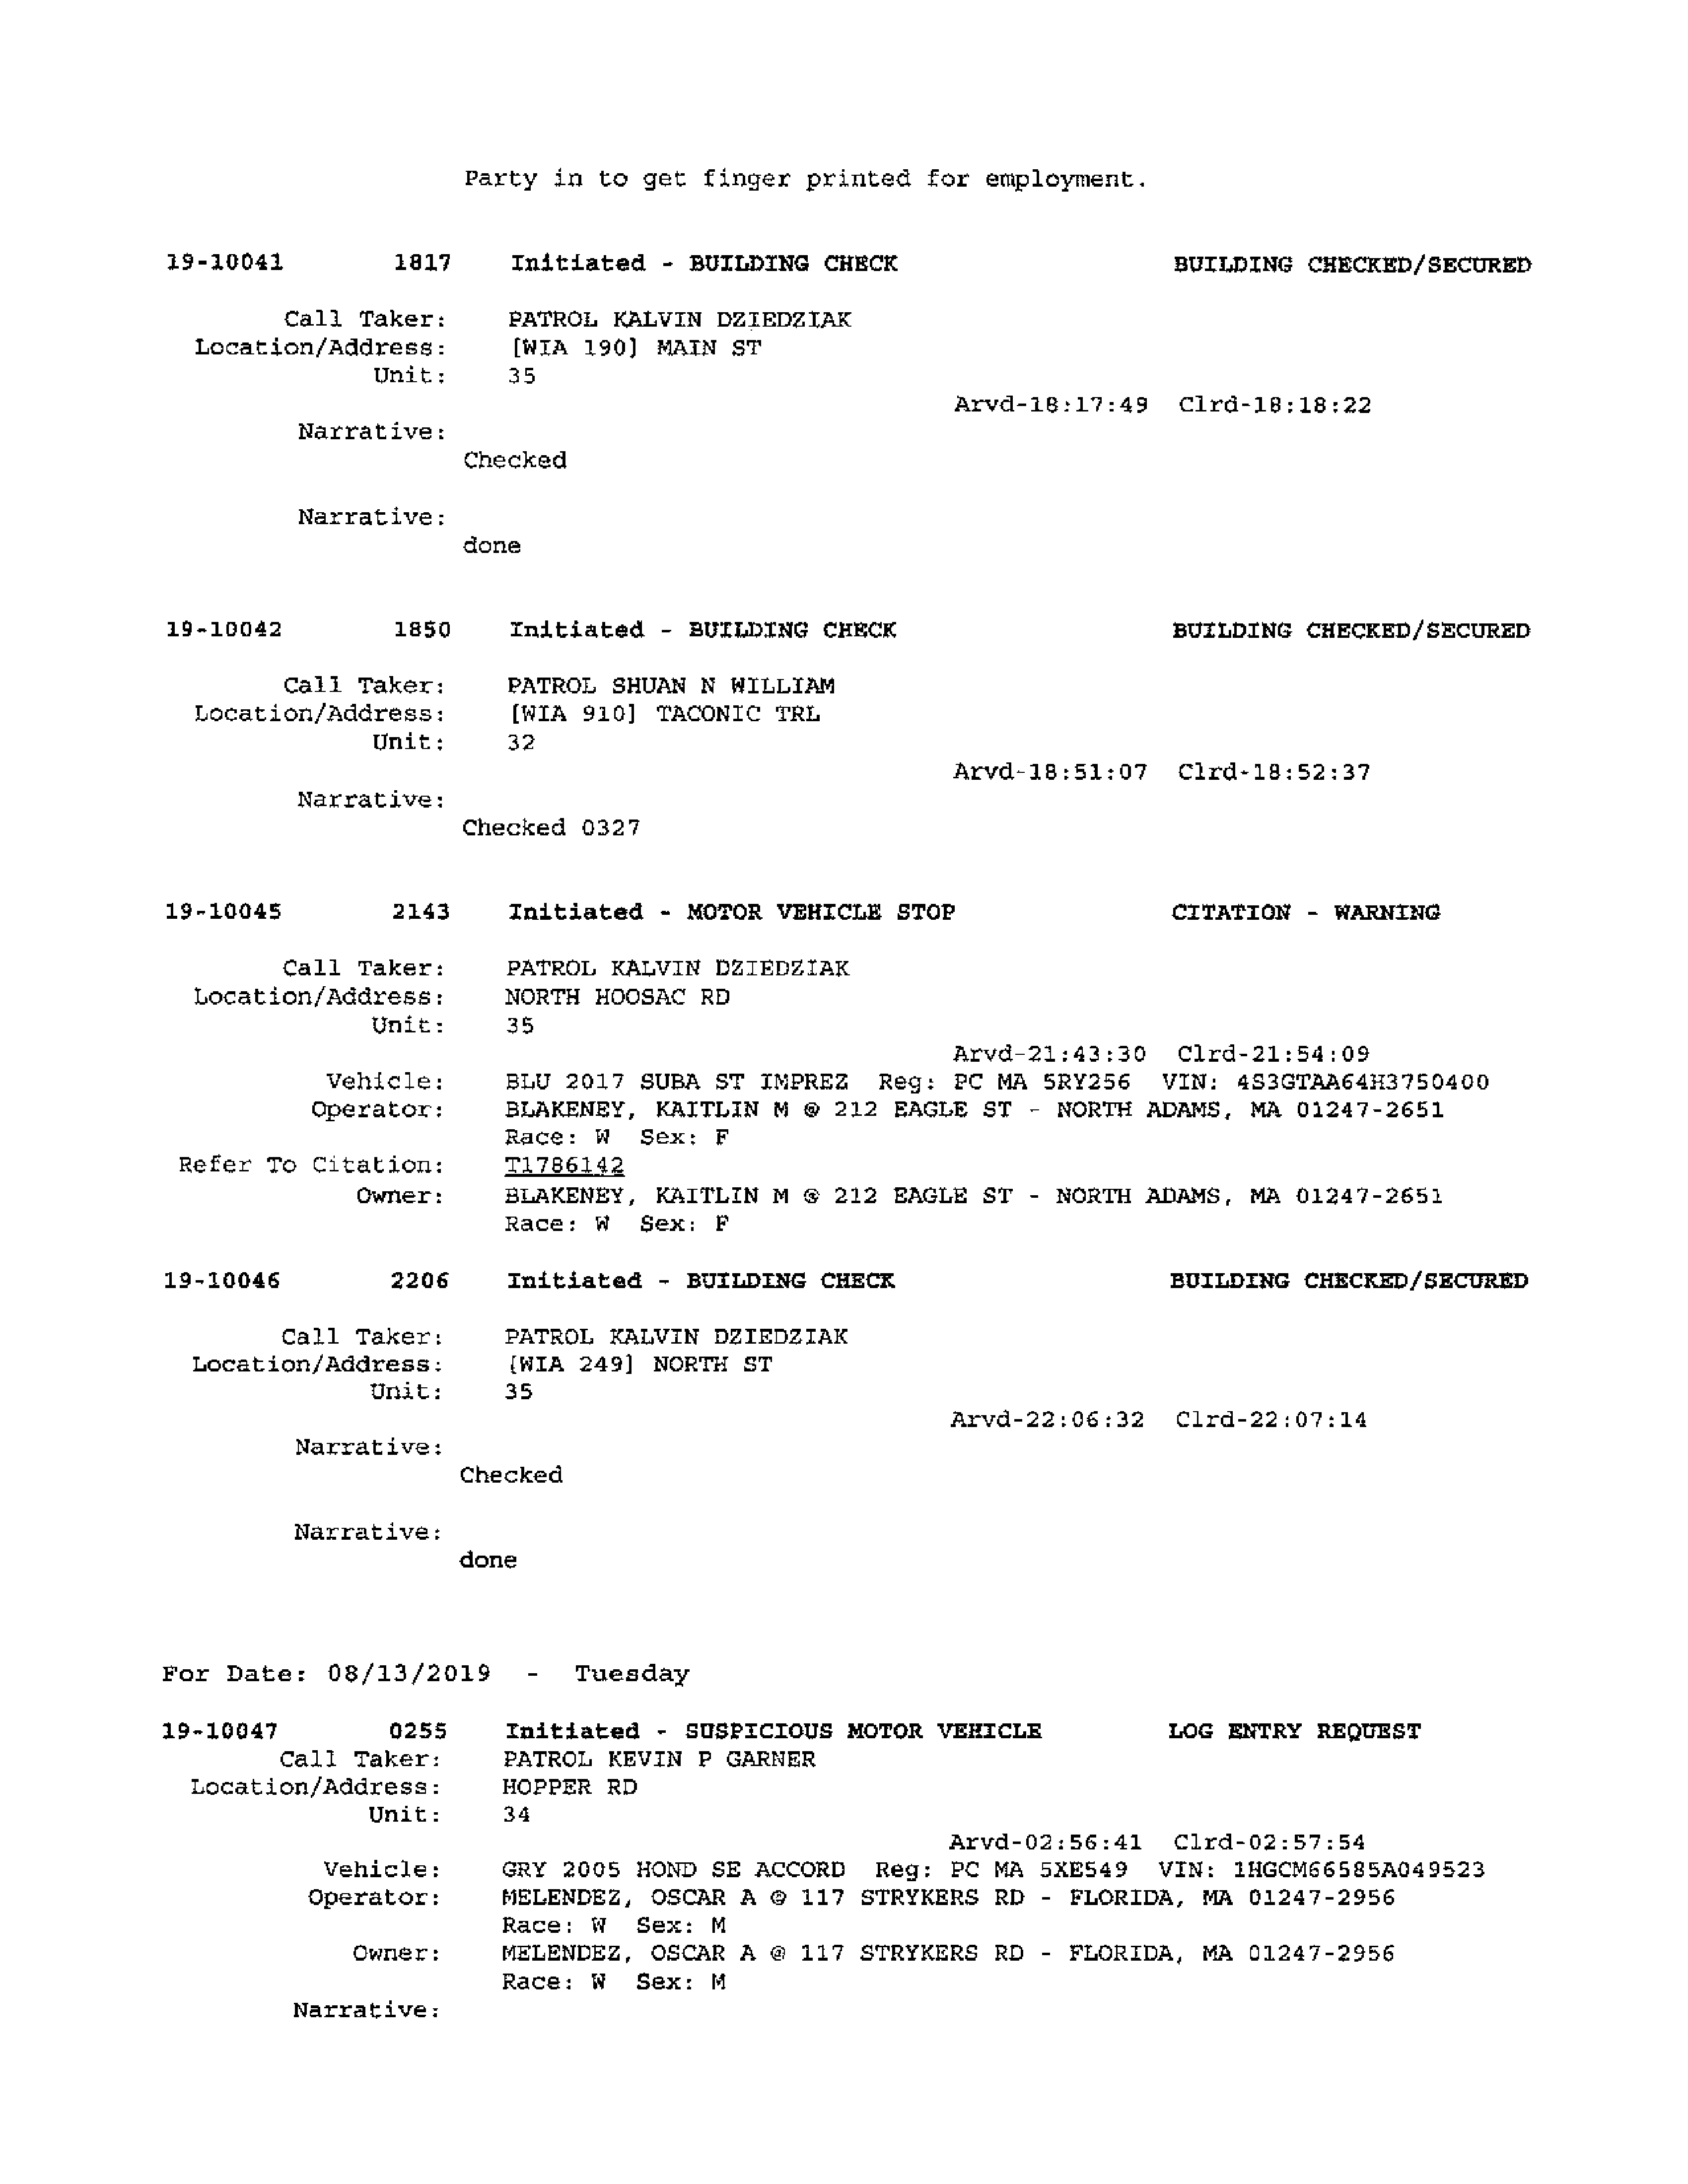 Party in to get finger printed for employment.
19-10041 1817 Initiated - BUILDING CHECK BUILDING CHECKED/SECURED
Call Taker: PATROL KALVIN DZIEDZIAK
Location/Address: [WIA 190] MAIN ST
Unit: 35
Arvd-18:17:49 Clrd-18:18:22
Narrative:
Checked
Narrative:
done
19-10042 1850 Initiated - BUILDING CHECK BUILDING CHECKED/SECURED
Call Taker: PATROL SHUAN N WILLIAM
Location/Address: [WIA 910] TACONIC TRL
Unit: 32
Arvd-18:51:07 Clrd-18:52:37
Narrative:
Checked 0327
19-10045 2143 Initiated - MOTOR VEHICLE STOP CITATION - WARNING
Call Taker: PATROL KALVIN DZIEDZIAK
Location/Address: NORTH HOOSAC RD
Unit: 35
Arvd-21:43:30 Clrd-21:54:09
Vehicle: BLU 2017 SUBA ST IMPREZ Reg: PC MA 5RY256 VIN: 4S3GTAA64H3750400
Operator: BLAKENEY, KAITLIN M @ 212 EAGLE ST - NORTH ADAMS, MA 01247-2651
Race: W Sex: F
Refer To Citation: T1786142
Owner: BLAKENEY, KAITLIN M @ 212 EAGLE ST - NORTH ADAMS, MA 01247-2651
Race: W Sex: F
19-10046 2206 Initiated - BUILDING CHECK BUILDING CHECKED/SECURED
Call Taker: PATROL KALVIN DZIEDZIAK
Location/Address: [WIA 249] NORTH ST
Unit: 35
Arvd-22:06:32 Clrd-22:07:14
Narrative:
Checked
Narrative:
done
For Date: 08/13/2019 - Tuesday
19-10047 0255 Initiated - SUSPICIOUS MOTOR VEHICLE LOG ENTRY REQUEST
Call Taker: PATROL KEVIN P GARNER
Location/Address: HOPPER RD
Unit: 34
Arvd-02:56:41 Clrd-02:57:54
Vehicle: GRY 2005 HOND SE ACCORD Reg: PC MA 5XE549 VIN: 1HGCM66585A049523
Operator: MELENDEZ, OSCAR A @ 117 STRYKERS RD - FLORIDA, MA 01247-2956
Race: W Sex: M
Owner: MELENDEZ, OSCAR A @ 117 STRYKERS RD - FLORIDA, MA 01247-2956
Race: W Sex: M
Narrative: